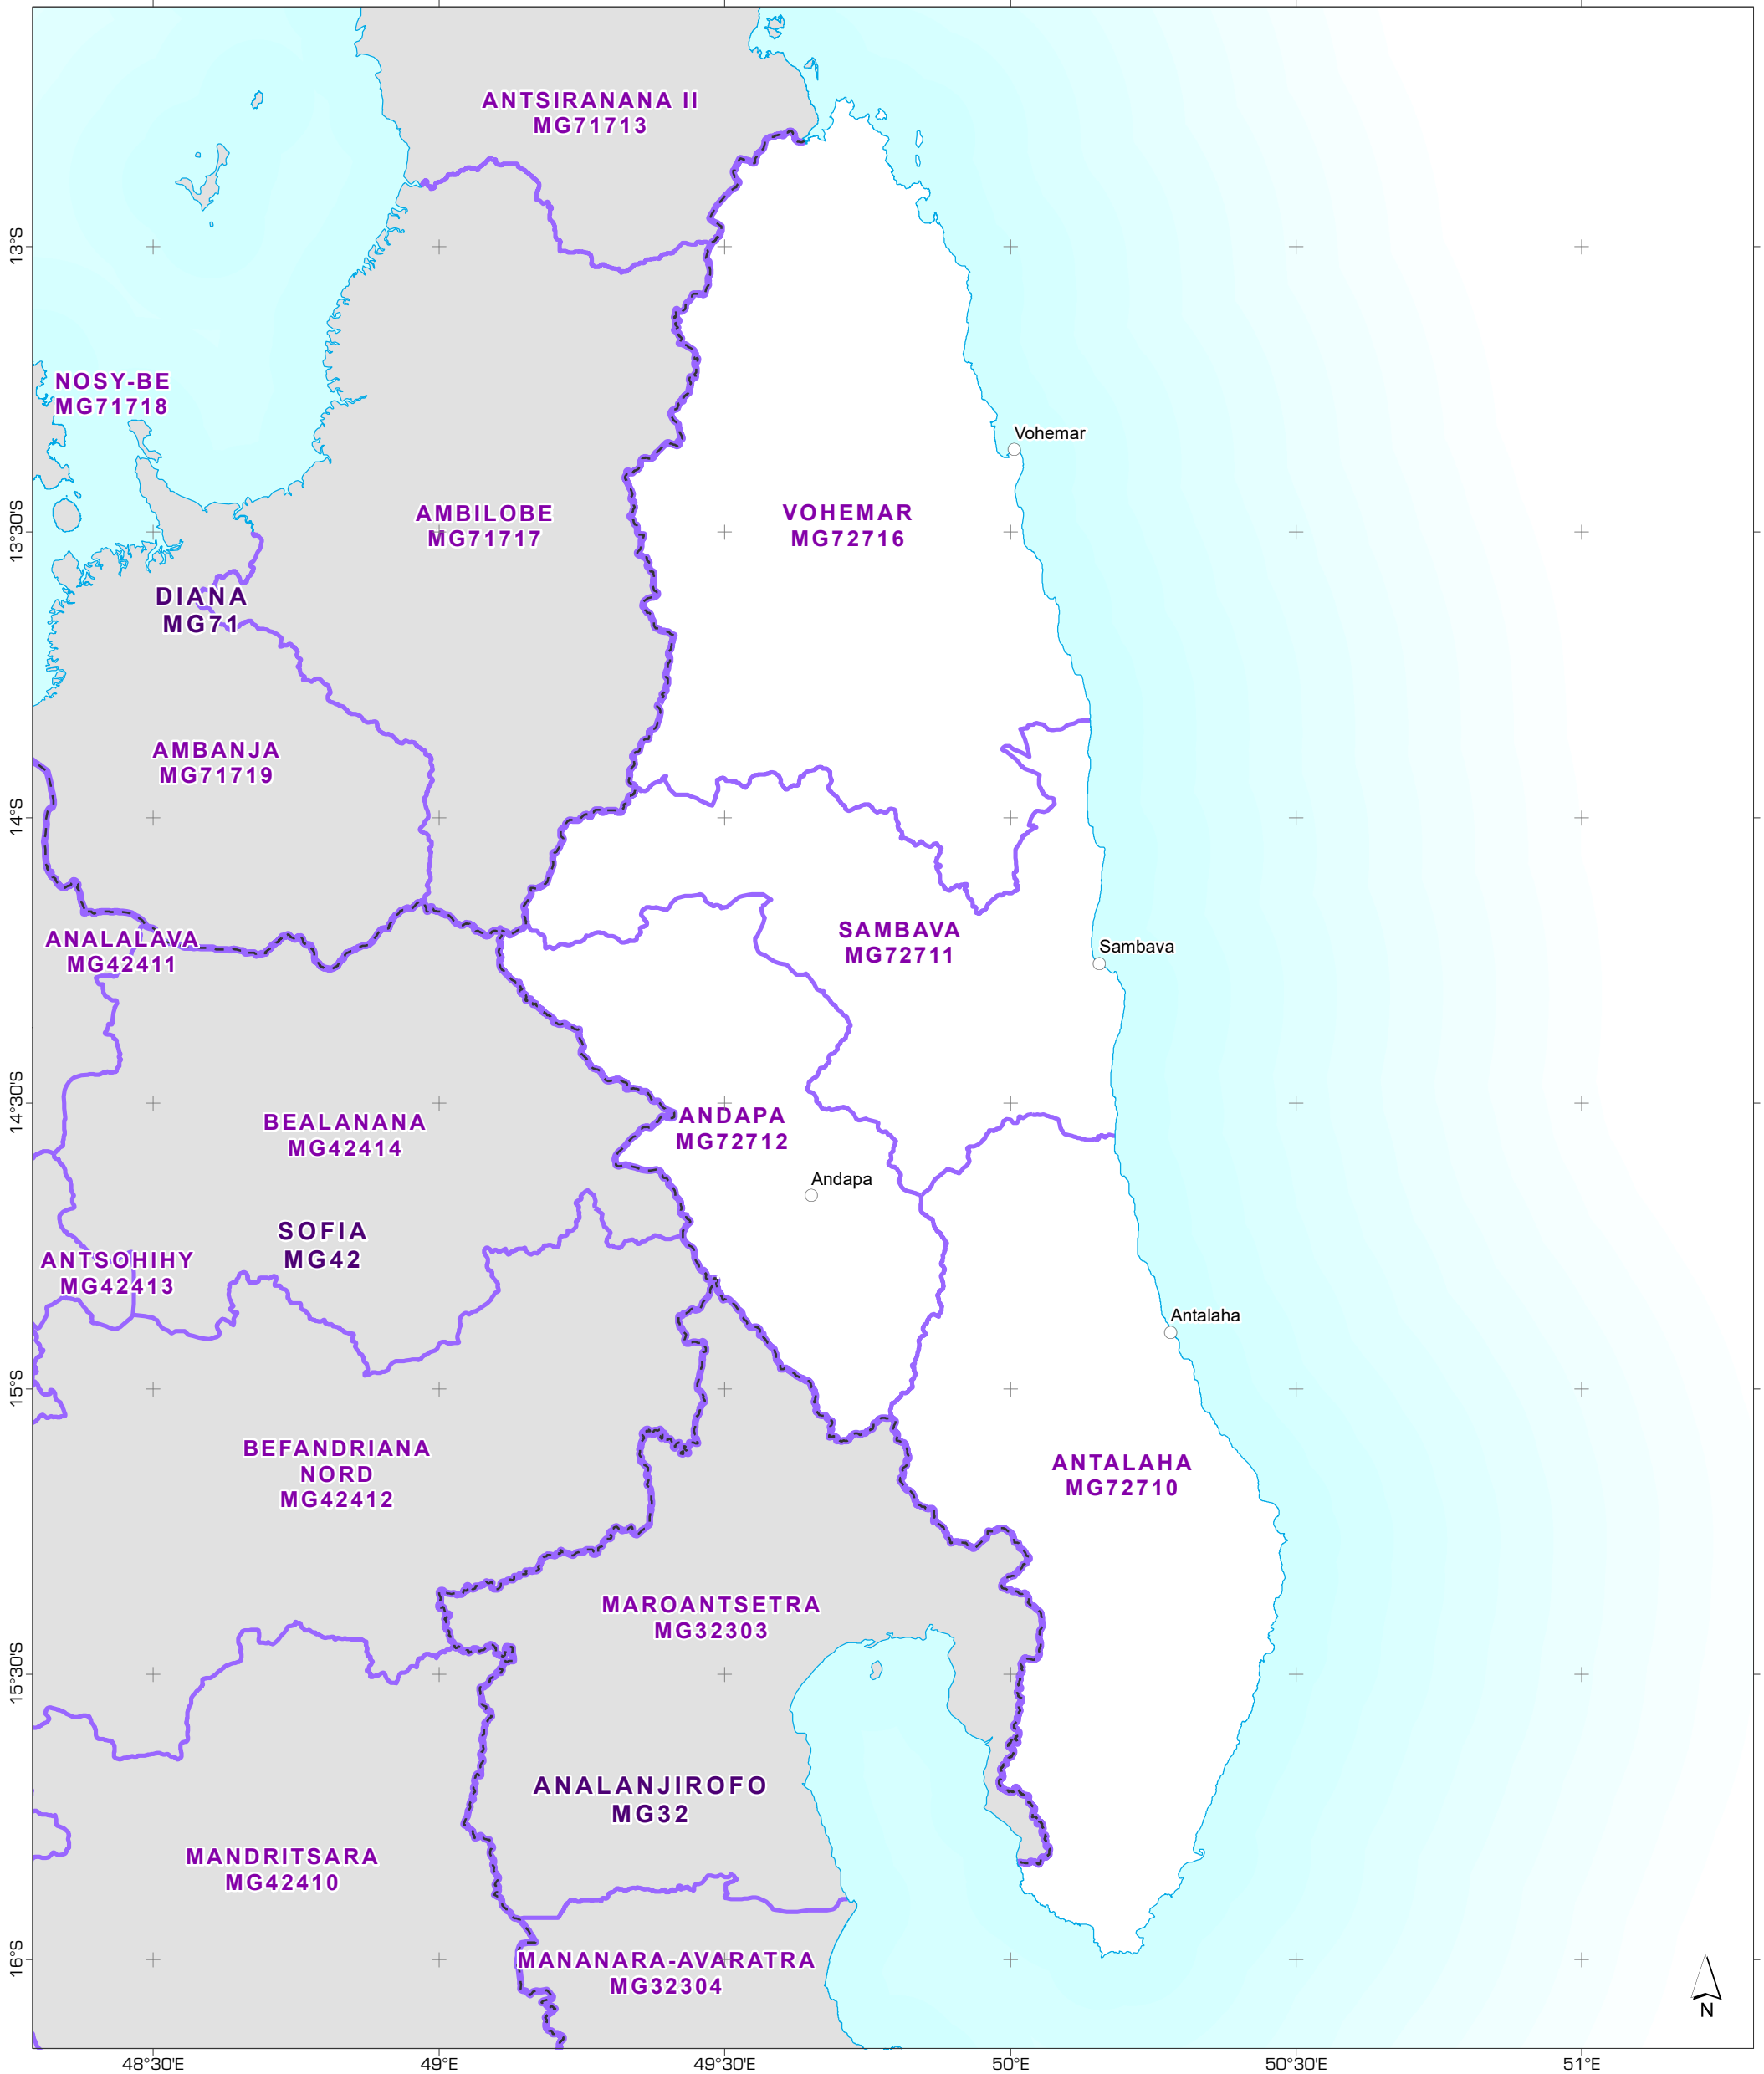 ANTSIRANANA II
MG71713
13°S
NOSY-BE
MG71718
Vohemar
AMBILOBE
MG71717
VOHEMAR
MG72716
13°30'S
DIANA
MG71
AMBANJA
MG71719
14°S
ANALALAVA
MG42411
SAMBAVA
MG72711
Sambava
14°30'S
BEALANANA
MG42414
ANDAPA
MG72712
Andapa
SOFIA
MG42
ANTSOHIHY
MG42413
Antalaha
15°S
BEFANDRIANA
NORD
MG42412
ANTALAHA
MG72710
MAROANTSETRA
MG32303
15°30'S
ANALANJIROFO
MG32
MANDRITSARA
MG42410
16°S
MANANARA-AVARATRA
MG32304
N
48°30'E
49°E
49°30'E
50°E
50°30'E
51°E